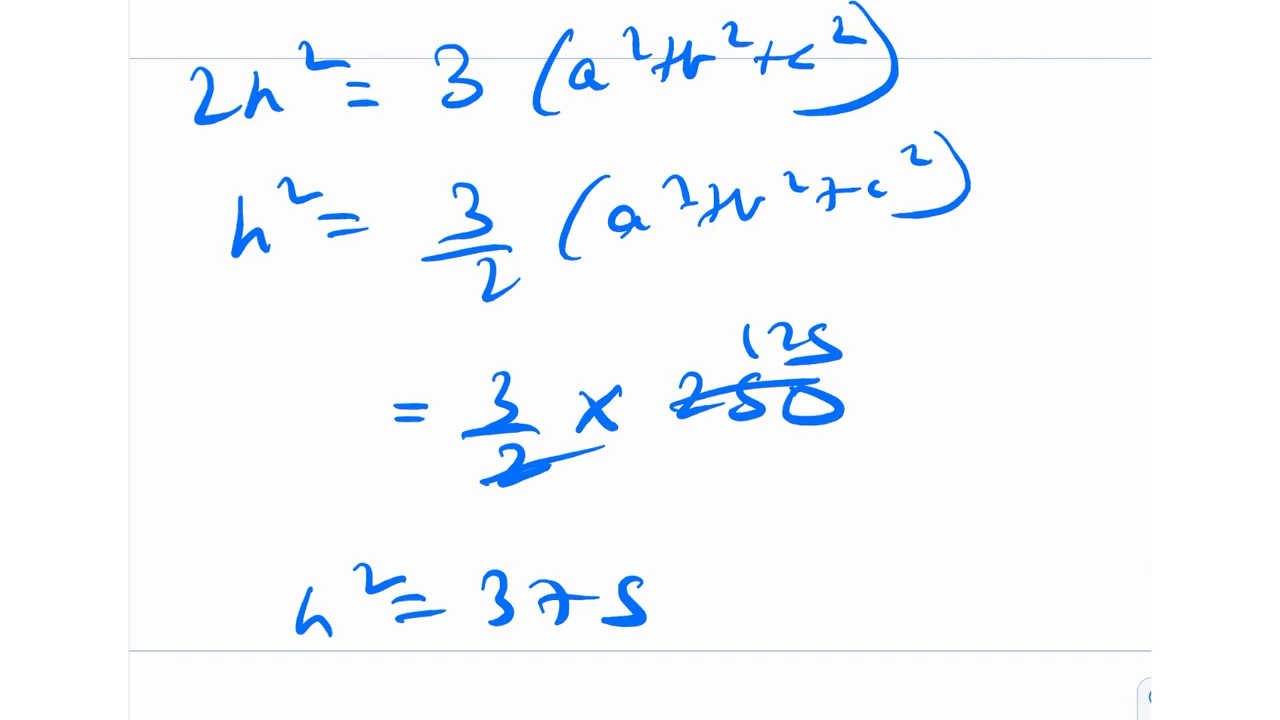 2h² = 3 (a²+b²+c²)
h² = 3/2 (a²+b²+c²)
= 3/2 × 250 125
h² = 375